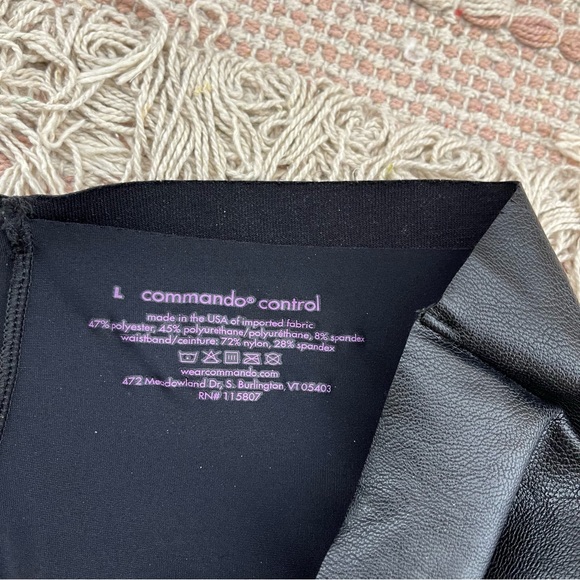 L commando® control
made in the USA of imported fabric
47% polyester, 45% polyurethane/polyuréthane, 8% spandex
waistband/ceinture: 72% nylon, 28% spandex
wearcommando.com
472 Meadowland Dr, S. Burlington, VT 05403
RN# 115807